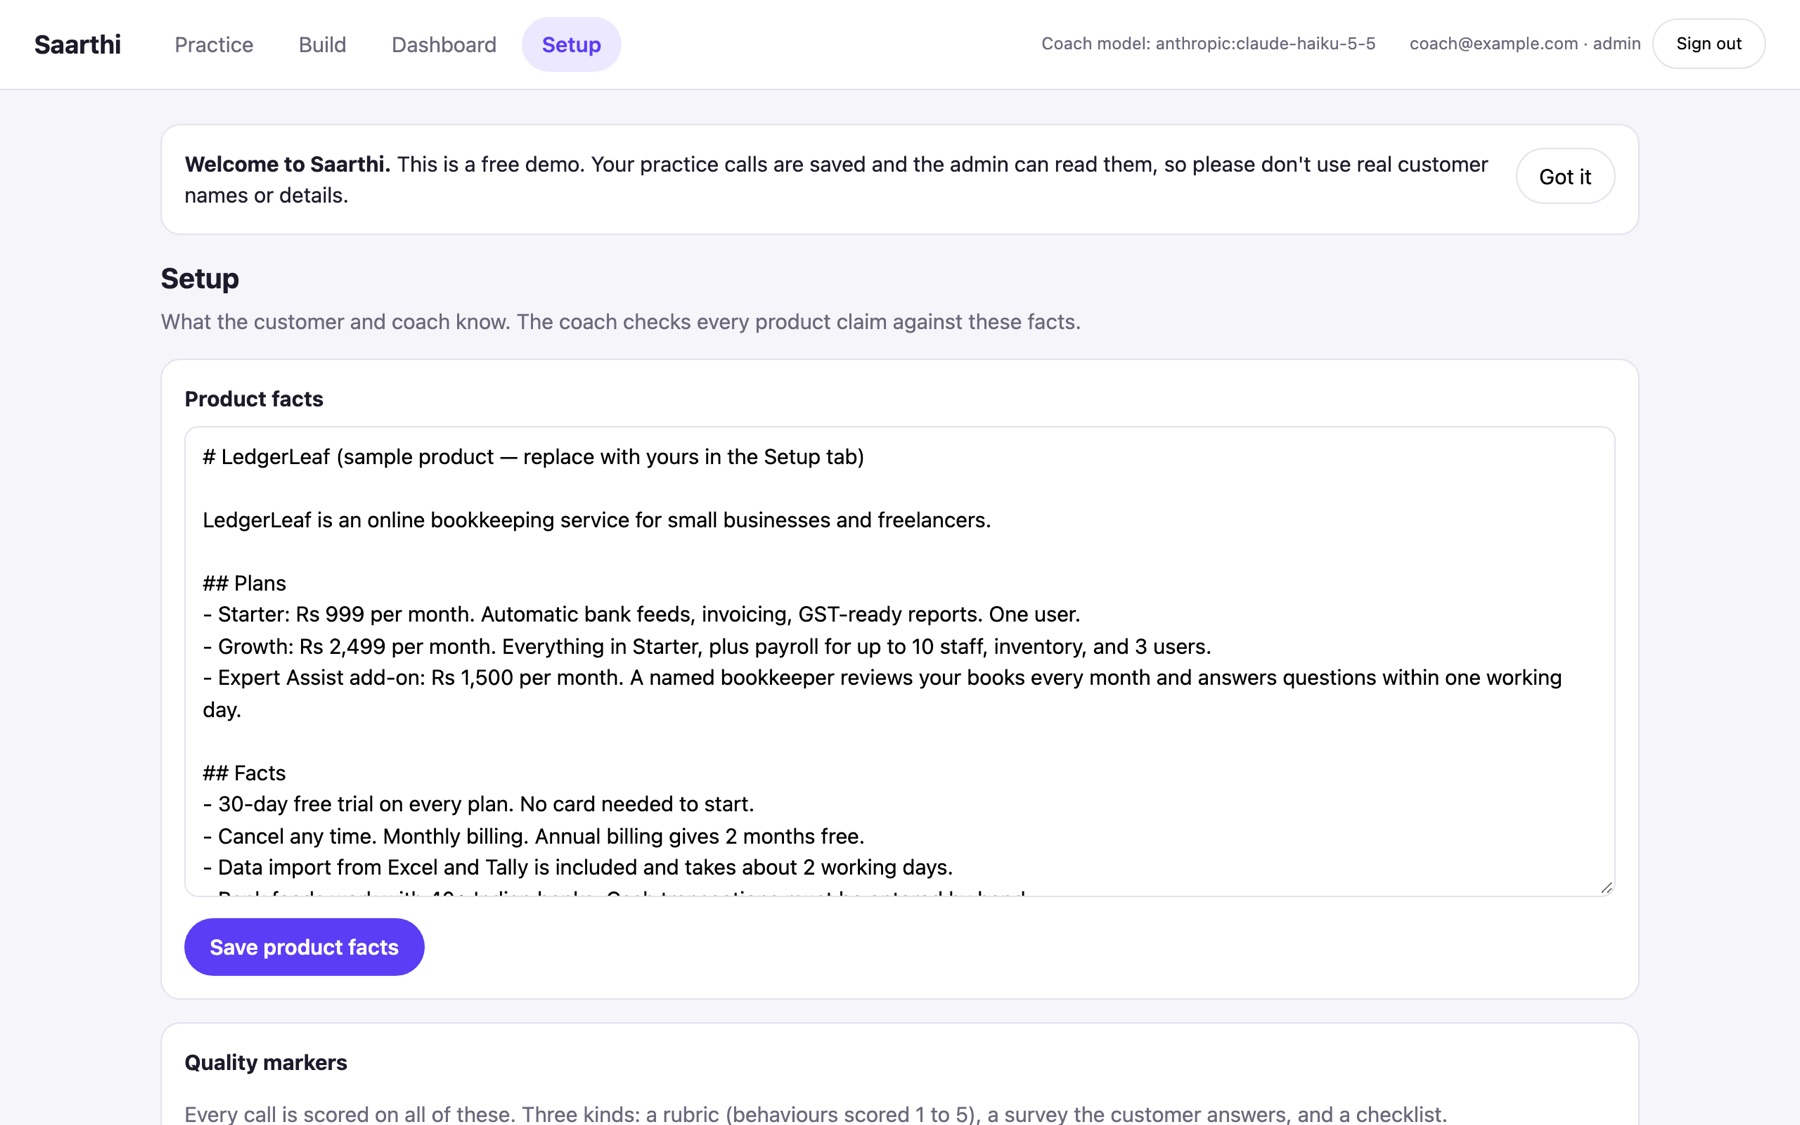 Saarthi
Practice
Build
Dashboard
Setup
Coach model: anthropic:claude-haiku-5-5
coach@example.com · admin
Sign out
Welcome to Saarthi. This is a free demo. Your practice calls are saved and the admin can read them, so please don't use real customer
names or details.
Got it
Setup
What the customer and coach know. The coach checks every product claim against these facts.
Product facts
# LedgerLeaf (sample product — replace with yours in the Setup tab)
LedgerLeaf is an online bookkeeping service for small businesses and freelancers.
## Plans
- Starter: Rs 999 per month. Automatic bank feeds, invoicing, GST-ready reports. One user.
- Growth: Rs 2,499 per month. Everything in Starter, plus payroll for up to 10 staff, inventory, and 3 users.
- Expert Assist add-on: Rs 1,500 per month. A named bookkeeper reviews your books every month and answers questions within one working
day.
## Facts
- 30-day free trial on every plan. No card needed to start.
- Cancel any time. Monthly billing. Annual billing gives 2 months free.
- Data import from Excel and Tally is included and takes about 2 working days.
Save product facts
Quality markers
Every call is scored on all of these. Three kinds: a rubric (behaviours scored 1 to 5), a survey the customer answers, and a checklist.